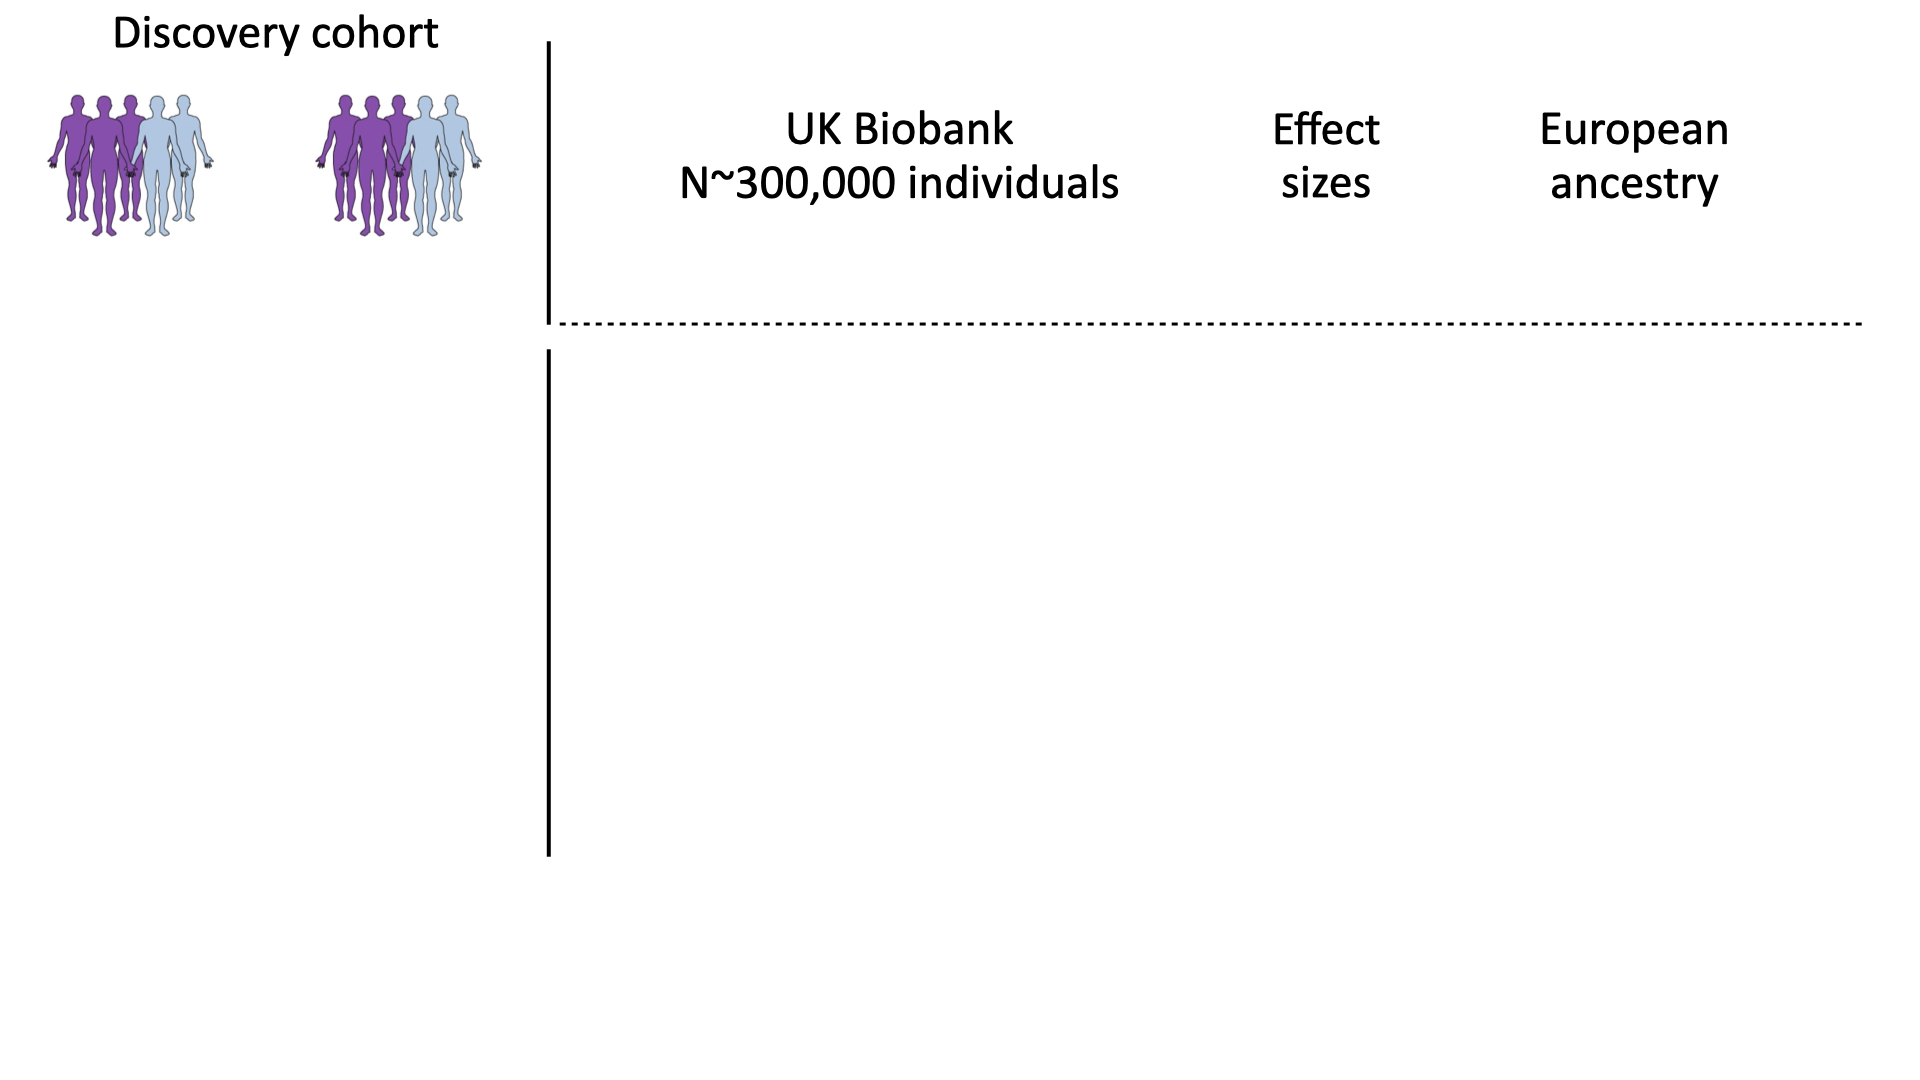 Discovery cohort
UK Biobank
N~300,000 individuals
Effect
sizes
European
ancestry